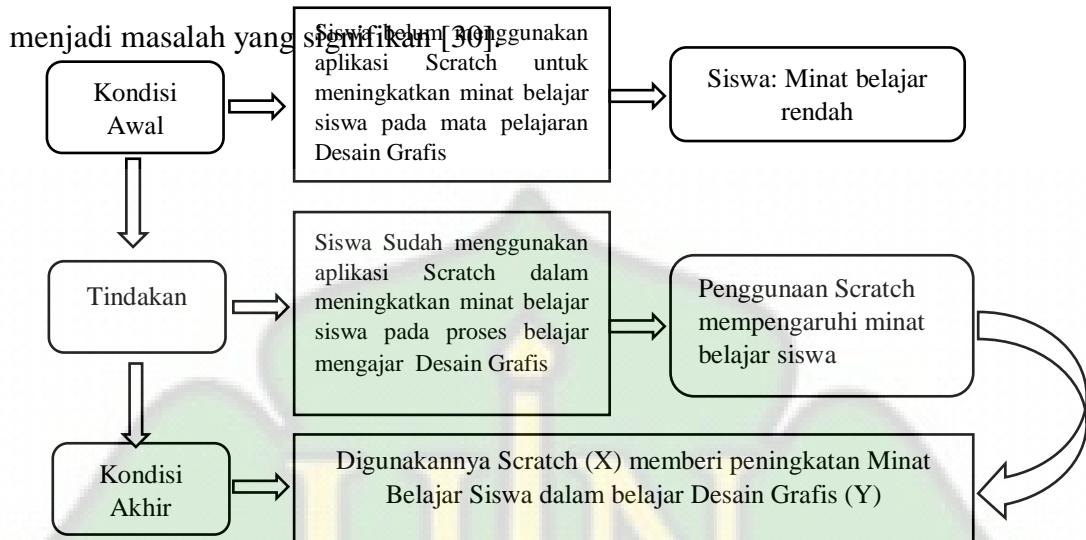 menjadi masalah yang signifikan [30].
Kondisi
Awal
Siswa belum menggunakan
aplikasi Scratch untuk
meningkatkan minat belajar
siswa pada mata pelajaran
Desain Grafis
Siswa: Minat belajar
rendah
Tindakan
Siswa Sudah menggunakan
aplikasi Scratch dalam
meningkatkan minat belajar
siswa pada proses belajar
mengajar Desain Grafis
Penggunaan Scratch
mempengaruhi minat
belajar siswa
Kondisi
Akhir
Digunakannya Scratch (X) memberi peningkatan Minat
Belajar Siswa dalam belajar Desain Grafis (Y)